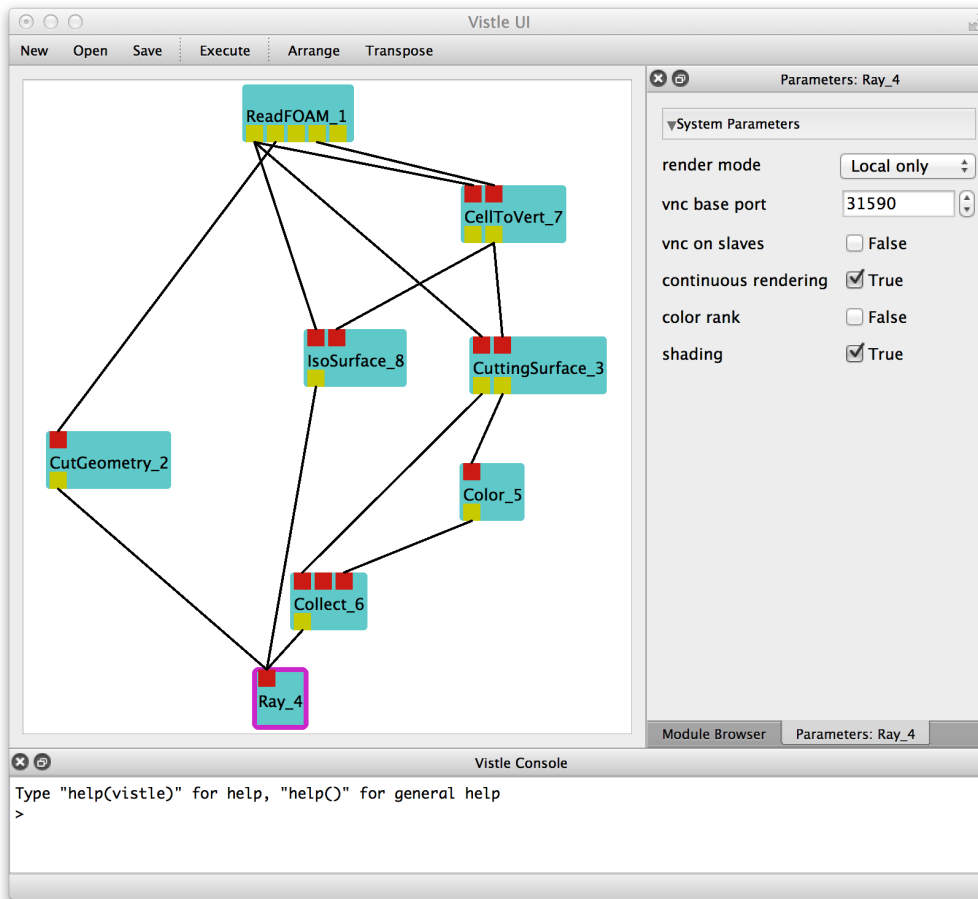 Vistle UI
New Open Save Execute Arrange Transpose
Parameters: Ray_4
System Parameters
render mode Local only
vnc base port 31590
vnc on slaves False
continuous rendering True
color rank False
shading True
ReadFOAM_1
CellToVert_7
IsoSurface_8
CuttingSurface_3
CutGeometry_2
Color_5
Collect_6
Ray_4
Module Browser Parameters: Ray_4
Vistle Console
Type "help(vistle)" for help, "help()" for general help
>